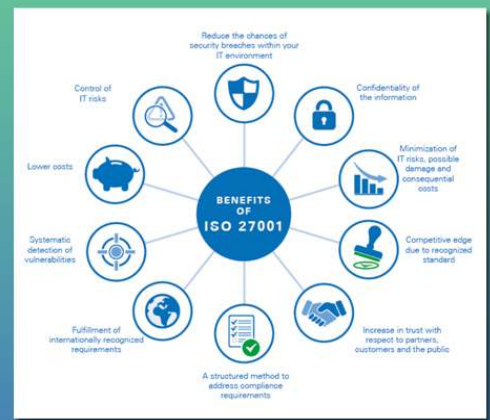 Reduce the chances of
security breaches within your
IT environment
Control of
IT risks
Confidentiality of
the information
Lower costs
Minimization of
IT risks, possible
damage and
consequential
costs
BENEFITS
OF
ISO 27001
Systematic
detection of
vulnerabilities
Competitive edge
due to recognized
standard
Fulfillment of
internationally recognized
requirements
Increase in trust with
respect to partners,
customers and the public
A structured method to
address compliance
requirements